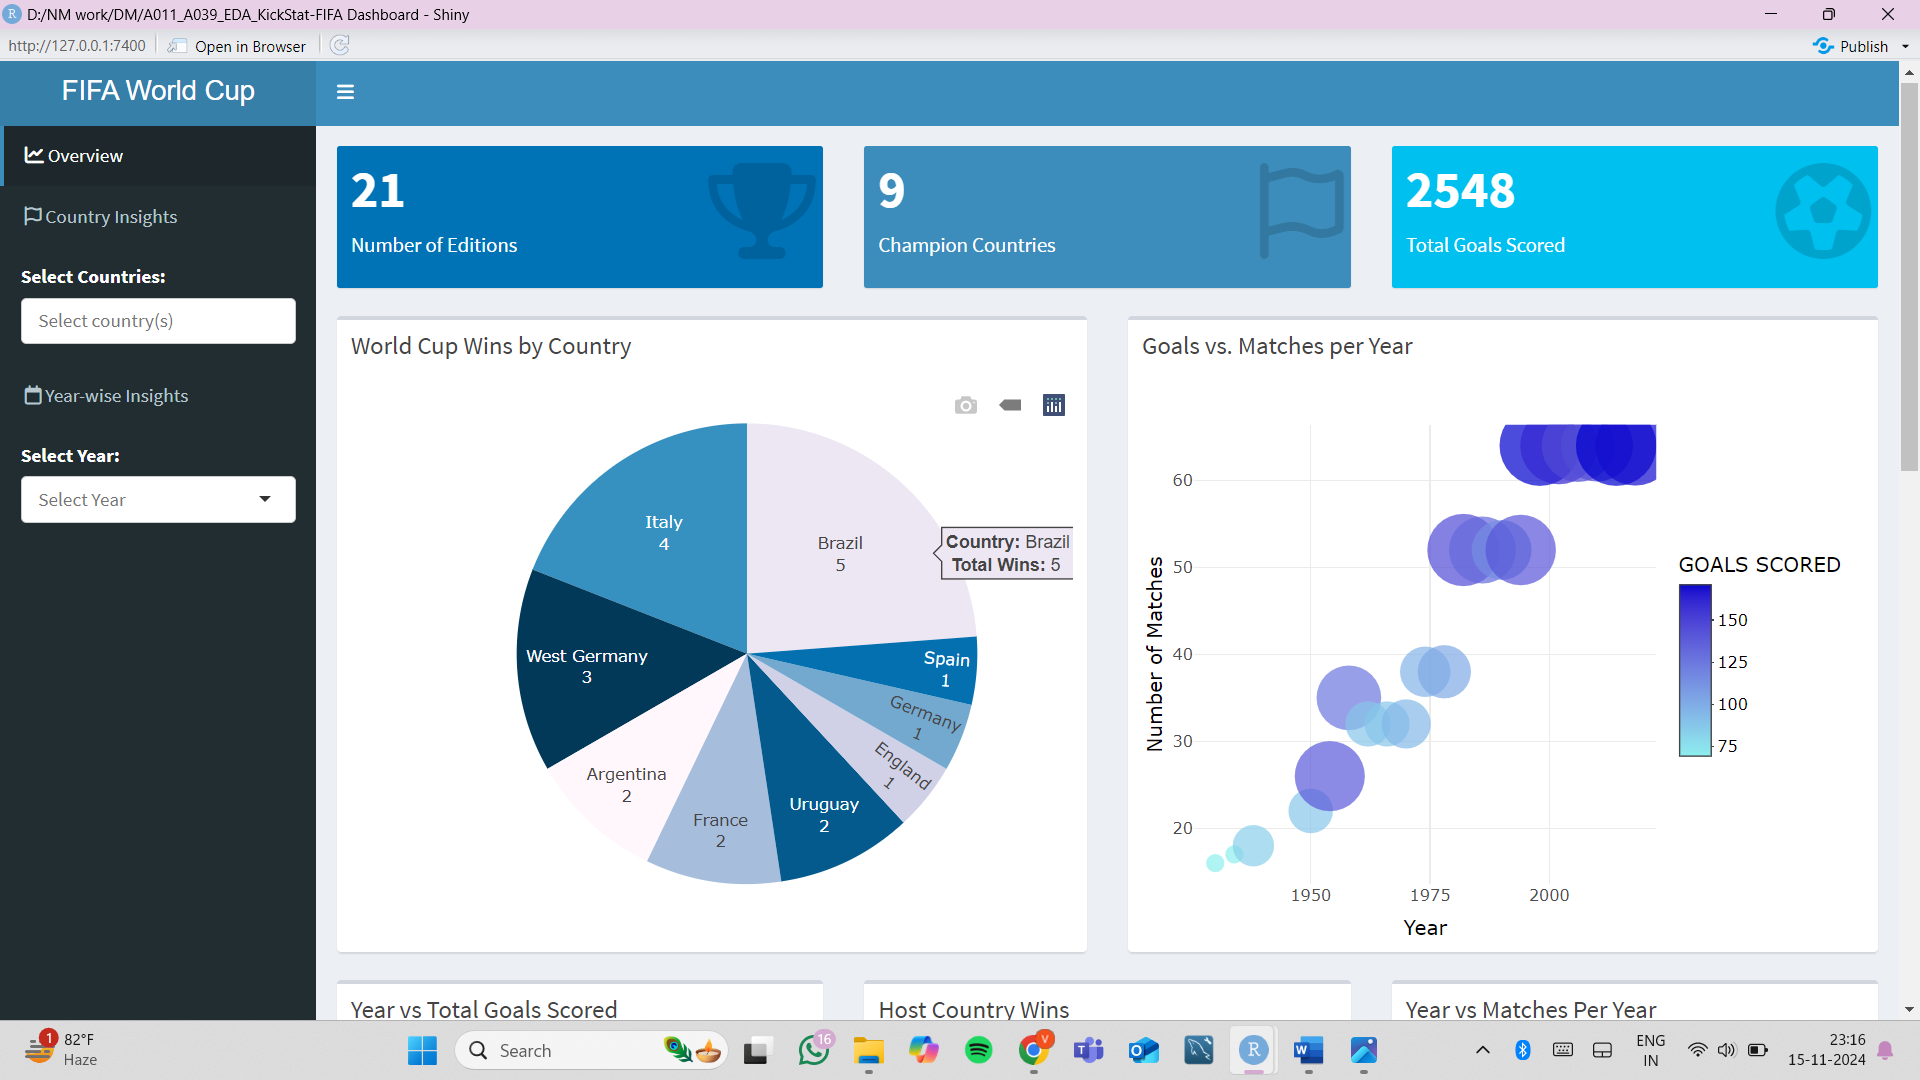 D:/NM work/DM/A011_A039_EDA_KickStat-FIFA Dashboard - Shiny
http://127.0.0.1:7400
Open in Browser
Publish
FIFA World Cup
Overview
Country Insights
Select Countries:
Select country(s)
Year-wise Insights
Select Year:
Select Year
21
Number of Editions
9
Champion Countries
2548
Total Goals Scored
World Cup Wins by Country
Italy
4
Brazil
5
Country: Brazil
Total Wins: 5
West Germany
3
Spain
1
Germany
1
England
1
Argentina
2
France
2
Uruguay
2
Goals vs. Matches per Year
Number of Matches
60
50
40
30
20
1950
1975
2000
Year
GOALS SCORED
150
125
100
75
Year vs Total Goals Scored
Host Country Wins
Year vs Matches Per Year
1
82°F
Haze
Search
16
V
ENG
IN
23:16
15-11-2024